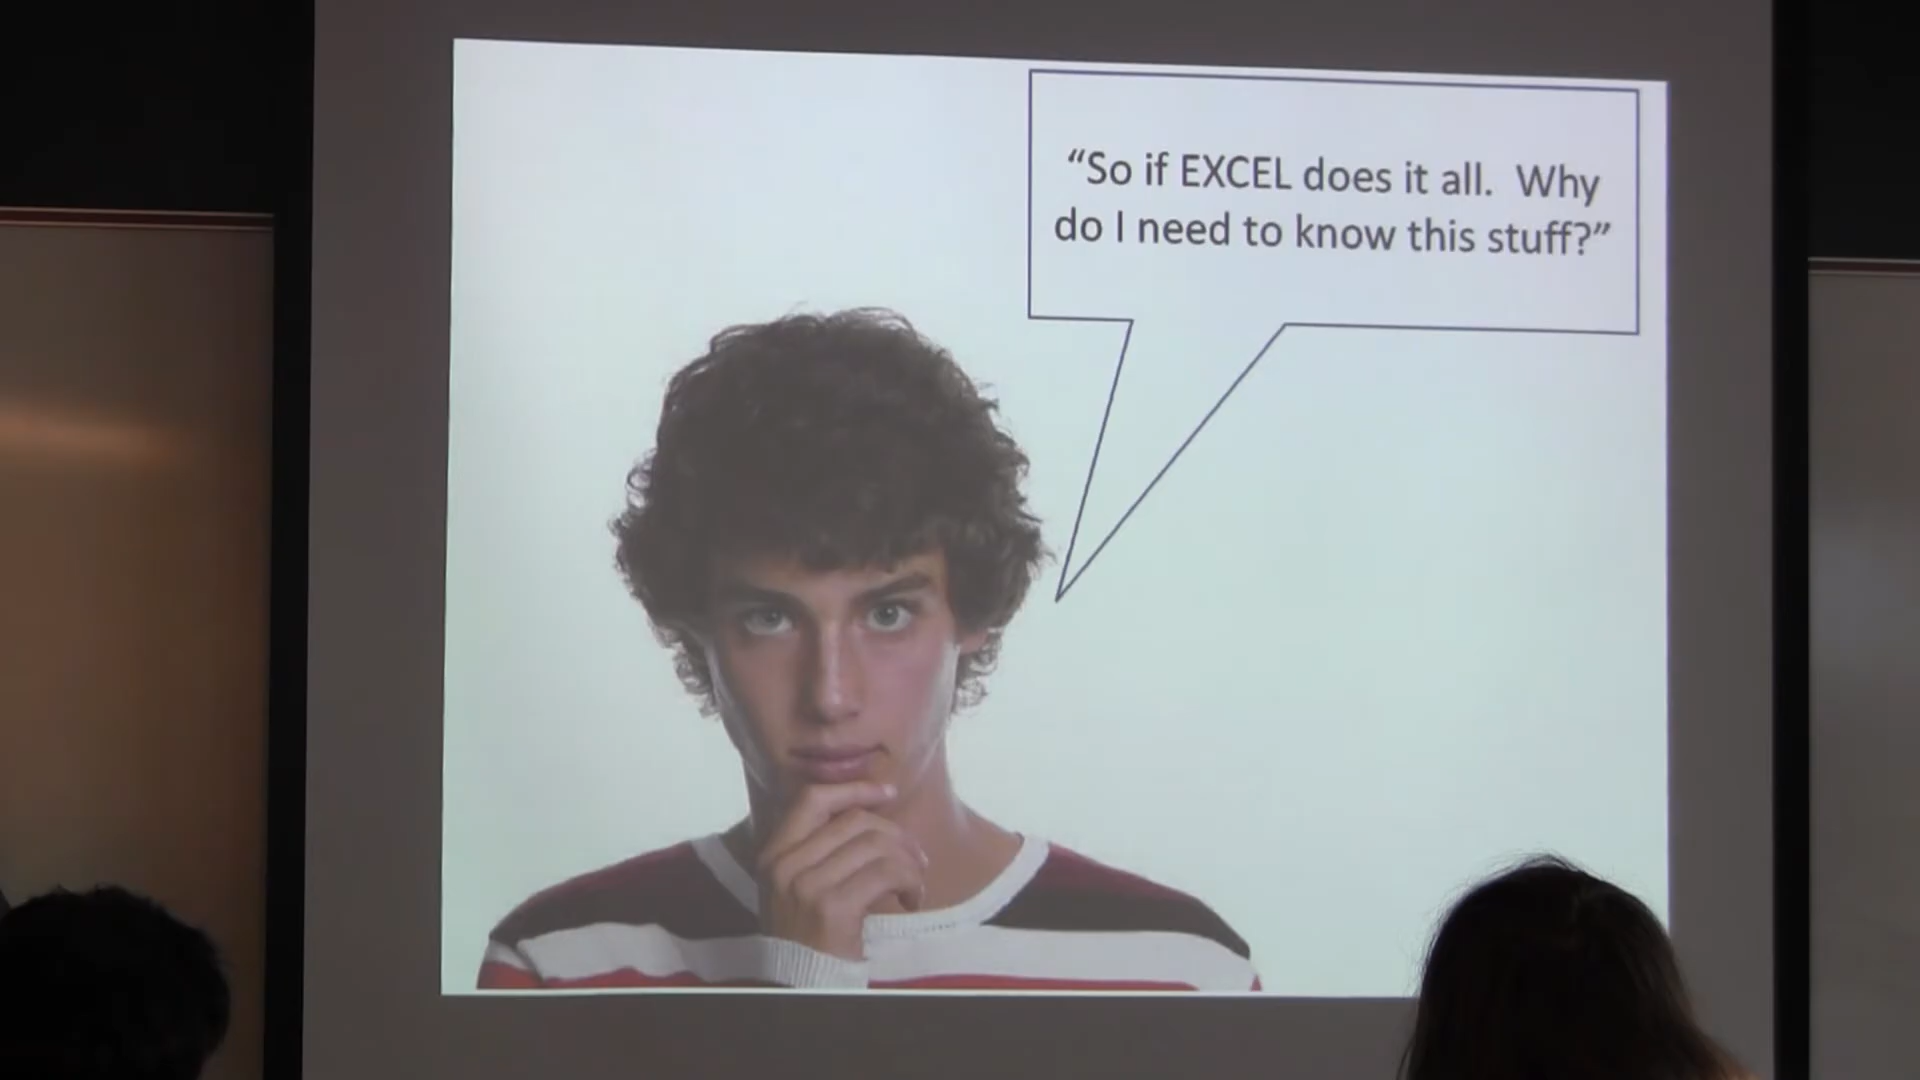 “So if EXCEL does it all.  Why
do I need to know this stuff?”